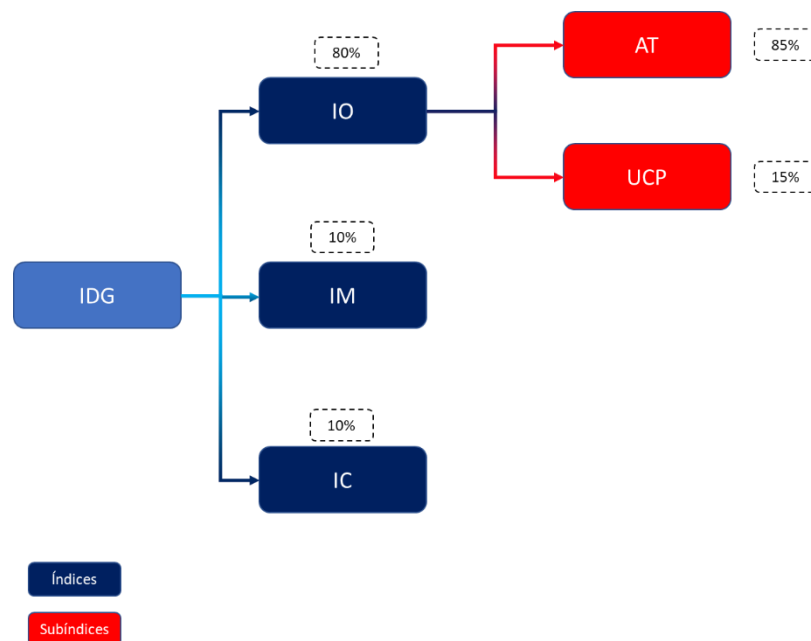 80%
AT
85%
IO
UCP
15%
10%
IDG
IM
10%
IC
Índices
Subíndices